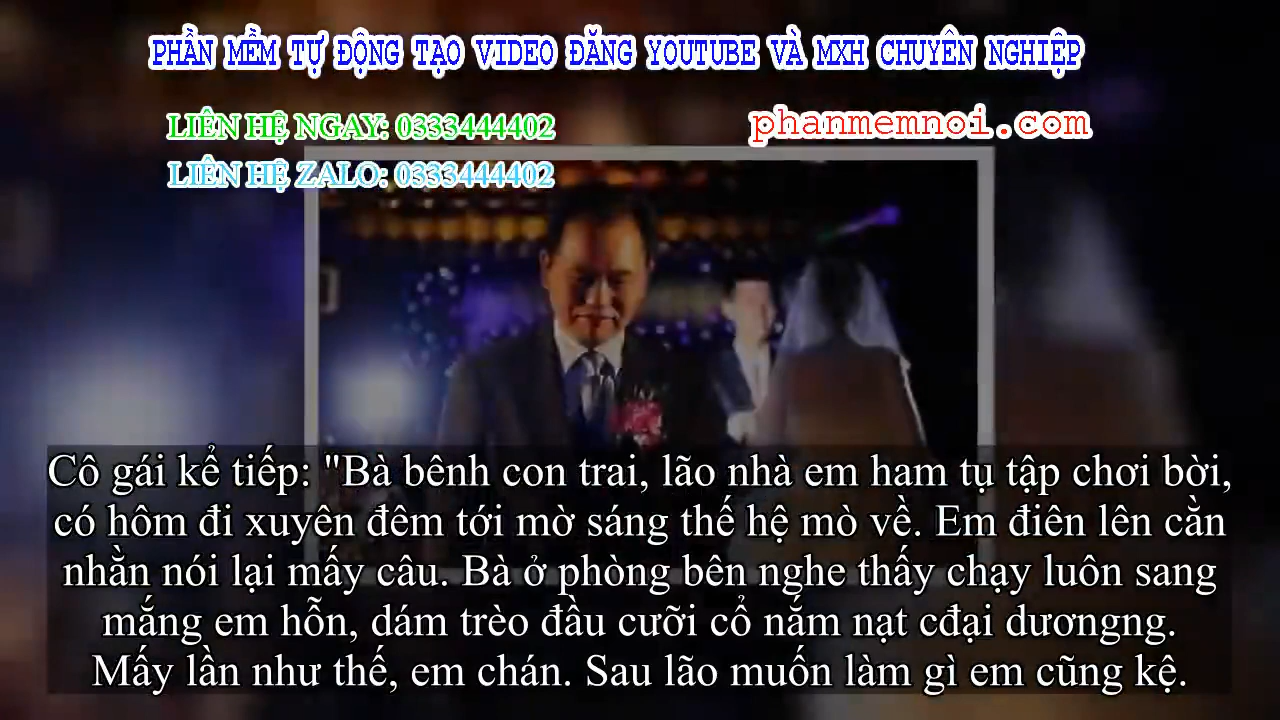 PHẦN MỀM TỰ ĐỘNG TẠO VIDEO ĐĂNG YOUTUBE VÀ MXH CHUYÊN NGHIỆP
LIÊN HỆ NGAY: 0333444402
phanmemnoi.com
LIÊN HỆ ZALO: 0333444402
Cô gái kể tiếp: "Bà bênh con trai, lão nhà em ham tụ tập chơi bời,
có hôm đi xuyên đêm tới mờ sáng thế hệ mò về. Em điên lên cằn
nhằn nói lại mấy câu. Bà ở phòng bên nghe thấy chạy luôn sang
mắng em hỗn, dám trèo đầu cưỡi cổ nắm nạt cđại dươngng.
Mấy lần như thế, em chán. Sau lão muốn làm gì em cũng kệ.